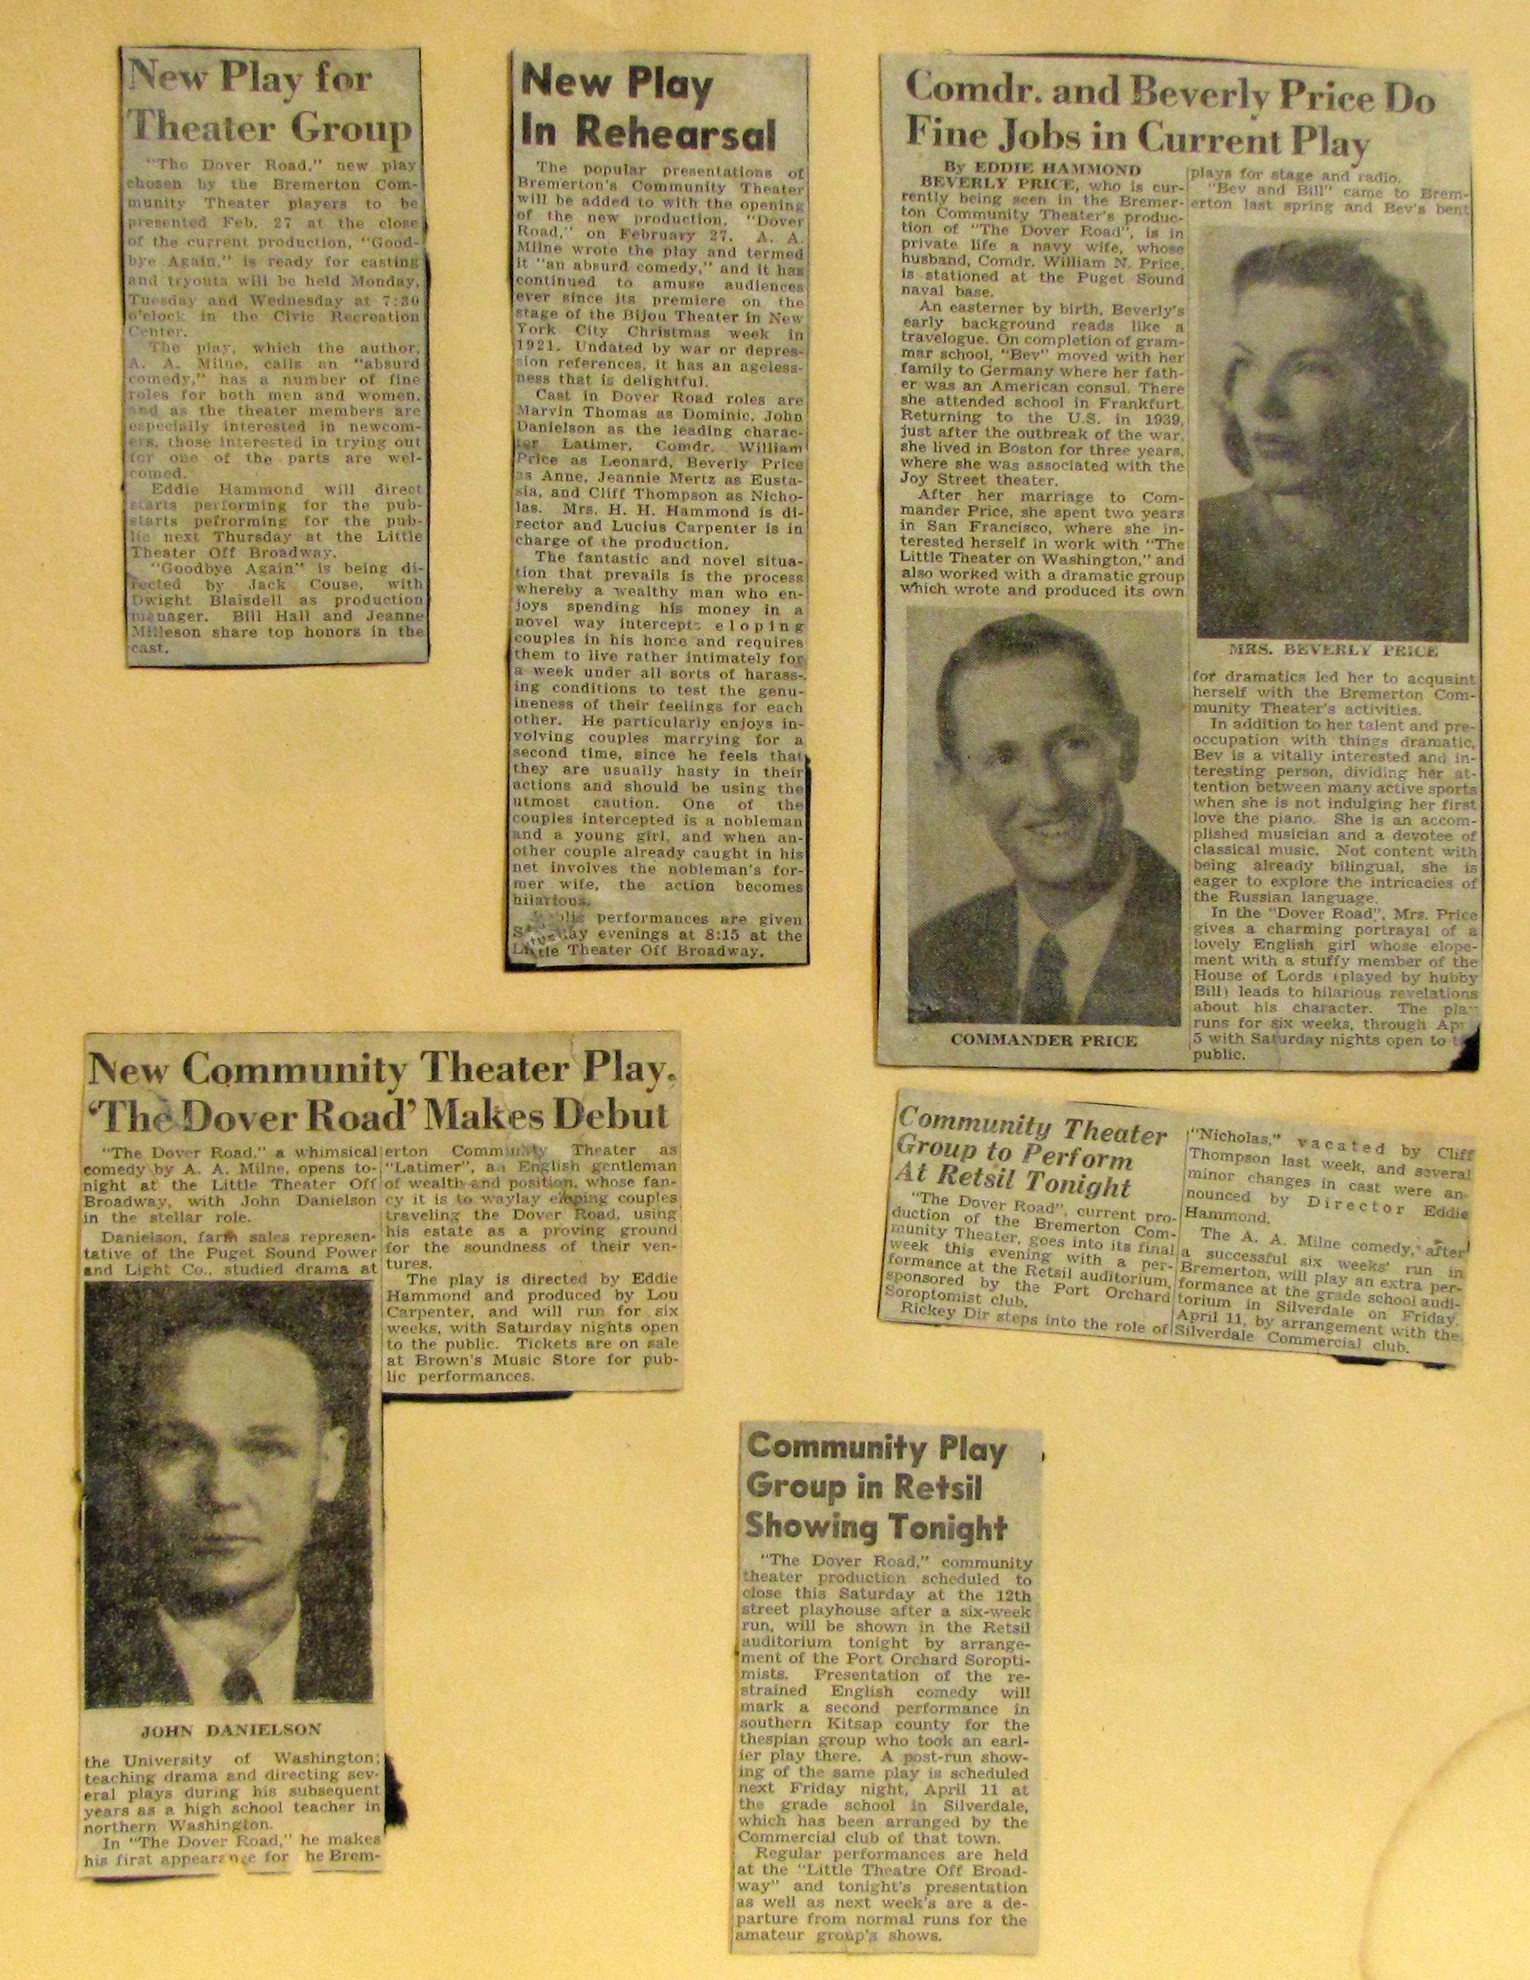 New Play for
Theater Group
"The Dover Road," new play
chosen by the Bremerton Com-
munity Theater players to be
presented Feb. 27 at the close
of the current production, "Good-
bye Again," is ready for casting
and tryouts will be held Monday,
Tuesday and Wednesday at 7:30
o'clock in the Civic Recreation
Center.
The play, which the author,
A. A. Milne, calls an "absurd
comedy," has a number of fine
roles for both men and women,
and as the theater members are
especially interested in newcom-
ers, those interested in trying out
for one of the parts are wel-
comed.
Eddie Hammond will direct
starts performing for the pub-
starts pefrorming for the pub-
lic next Thursday at the Little
Theater Off Broadway.
"Goodbye Again" is being di-
rected by Jack Couse, with
Dwight Blaisdell as production
manager. Bill Hall and Jeanne
Milleson share top honors in the
cast.
New Play
In Rehearsal
The popular presentations of
Bremerton's Community Theater
will be added to with the opening
of the new production, "Dover
Road," on February 27. A. A.
Milne wrote the play and termed
it "an absurd comedy," and it has
continued to amuse audiences
ever since its premiere on the
stage of the Bijou Theater in New
York City Christmas week in
1921. Undated by war or depres-
sion references, it has an ageless-
ness that is delightful.
Cast in Dover Road roles are
Marvin Thomas as Dominic, John
Danielson as the leading charac-
ter Latimer, Comdr. William
Price as Leonard, Beverly Price
as Anne, Jeannie Mertz as Eusta-
sia, and Cliff Thompson as Nicho-
las. Mrs. H. H. Hammond is di-
rector and Lucius Carpenter is in
charge of the production.
The fantastic and novel situa-
tion that prevails is the process
whereby a wealthy man who en-
joys spending his money in a
novel way intercepts eloping
couples in his home and requires
them to live rather intimately for
a week under all sorts of harass-
ing conditions to test the genu-
ineness of their feelings for each
other. He particularly enjoys in-
volving couples marrying for a
second time, since he feels that
they are usually hasty in their
actions and should be using the
utmost caution. One of the
couples intercepted is a nobleman
and a young girl, and when an-
other couple already caught in his
net involves the nobleman's for-
mer wife, the action becomes
hilarious.
performances are given
evenings at 8:15 at the
Little Theater Off Broadway.
Comdr. and Beverly Price Do
Fine Jobs in Current Play
By EDDIE HAMMOND
BEVERLY PRICE, who is cur-
rently being seen in the Bremer-
ton Community Theater's produc-
tion of "The Dover Road", is in
private life a navy wife, whose
husband, Comdr. William N. Price,
is stationed at the Puget Sound
naval base.
An easterner by birth, Beverly's
early background reads like a
travelogue. On completion of gram-
mar school, "Bev" moved with her
family to Germany where her fath-
er was an American consul. There
she attended school in Frankfurt.
Returning to the U.S. in 1939,
just after the outbreak of the war,
she lived in Boston for three years,
where she was associated with the
Joy Street theater.
After her marriage to Com-
mander Price, she spent two years
in San Francisco, where she in-
terested herself in work with "The
Little Theater on Washington," and
also worked with a dramatic group
which wrote and produced its own
COMMANDER PRICE
plays for stage and radio.
"Bev and Bill" came to Brem-
erton last spring and Bev's bent
MRS. BEVERLY PRICE
for dramatics led her to acquaint
herself with the Bremerton Com-
munity Theater's activities.
In addition to her talent and pre-
occupation with things dramatic,
Bev is a vitally interested and in-
teresting person, dividing her at-
tention between many active sports
when she is not indulging her first
love the piano. She is an accom-
plished musician and a devotee of
classical music. Not content with
being already bilingual, she is
eager to explore the intricacies of
the Russian language.
In the "Dover Road", Mrs. Price
gives a charming portrayal of a
lovely English girl whose elope-
ment with a stuffy member of the
House of Lords (played by hubby
Bill) leads to hilarious revelations
about his character. The play
runs for six weeks, through Ap
5 with Saturday nights open to
public.
New Community Theater Play,
'The Dover Road' Makes Debut
"The Dover Road," a whimsical
comedy by A. A. Milne, opens to-
night at the Little Theater Off
Broadway, with John Danielson
in the stellar role.
Danielson, farm sales represen-
tative of the Puget Sound Power
and Light Co., studied drama at
JOHN DANIELSON
the University of Washington;
teaching drama and directing sev-
eral plays during his subsequent
years as a high school teacher in
northern Washington.
In "The Dover Road," he makes
his first appearance for he Brem-
erton Community Theater as
"Latimer", an English gentleman
of wealth and position, whose fan-
cy it is to waylay eloping couples
traveling the Dover Road, using
his estate as a proving ground
for the soundness of their ven-
tures.
The play is directed by Eddie
Hammond and produced by Lou
Carpenter, and will run for six
weeks, with Saturday nights open
to the public. Tickets are on sale
at Brown's Music Store for pub-
lic performances.
Community Theater
Group to Perform
At Retsil Tonight
"The Dover Road", current pro-
duction of the Bremerton Com-
munity Theater, goes into its final
week this evening with a per-
formance at the Retsil auditorium,
sponsored by the Port Orchard
Soroptomist club.
Rickey Dir steps into the role of
"Nicholas," vacated by Cliff
Thompson last week, and several
minor changes in cast were an-
nounced by Director Eddie
Hammond.
The A. A. Milne comedy, after
a successful six weeks' run in
Bremerton, will play an extra per-
formance at the grade school audi-
torium in Silverdale on Friday,
April 11, by arrangement with the
Silverdale Commercial club.
Community Play
Group in Retsil
Showing Tonight
"The Dover Road," community
theater production scheduled to
close this Saturday at the 12th
street playhouse after a six-week
run, will be shown in the Retsil
auditorium tonight by arrange-
ment of the Port Orchard Soropti-
mists. Presentation of the re-
strained English comedy will
mark a second performance in
southern Kitsap county for the
thespian group who took an earl-
ier play there. A post-run show-
ing of the same play is scheduled
next Friday night, April 11 at
the grade school in Silverdale,
which has been arranged by the
Commercial club of that town.
Regular performances are held
at the "Little Theatre Off Broad-
way" and tonight's presentation
as well as next week's are a de-
parture from normal runs for the
amateur group's shows.